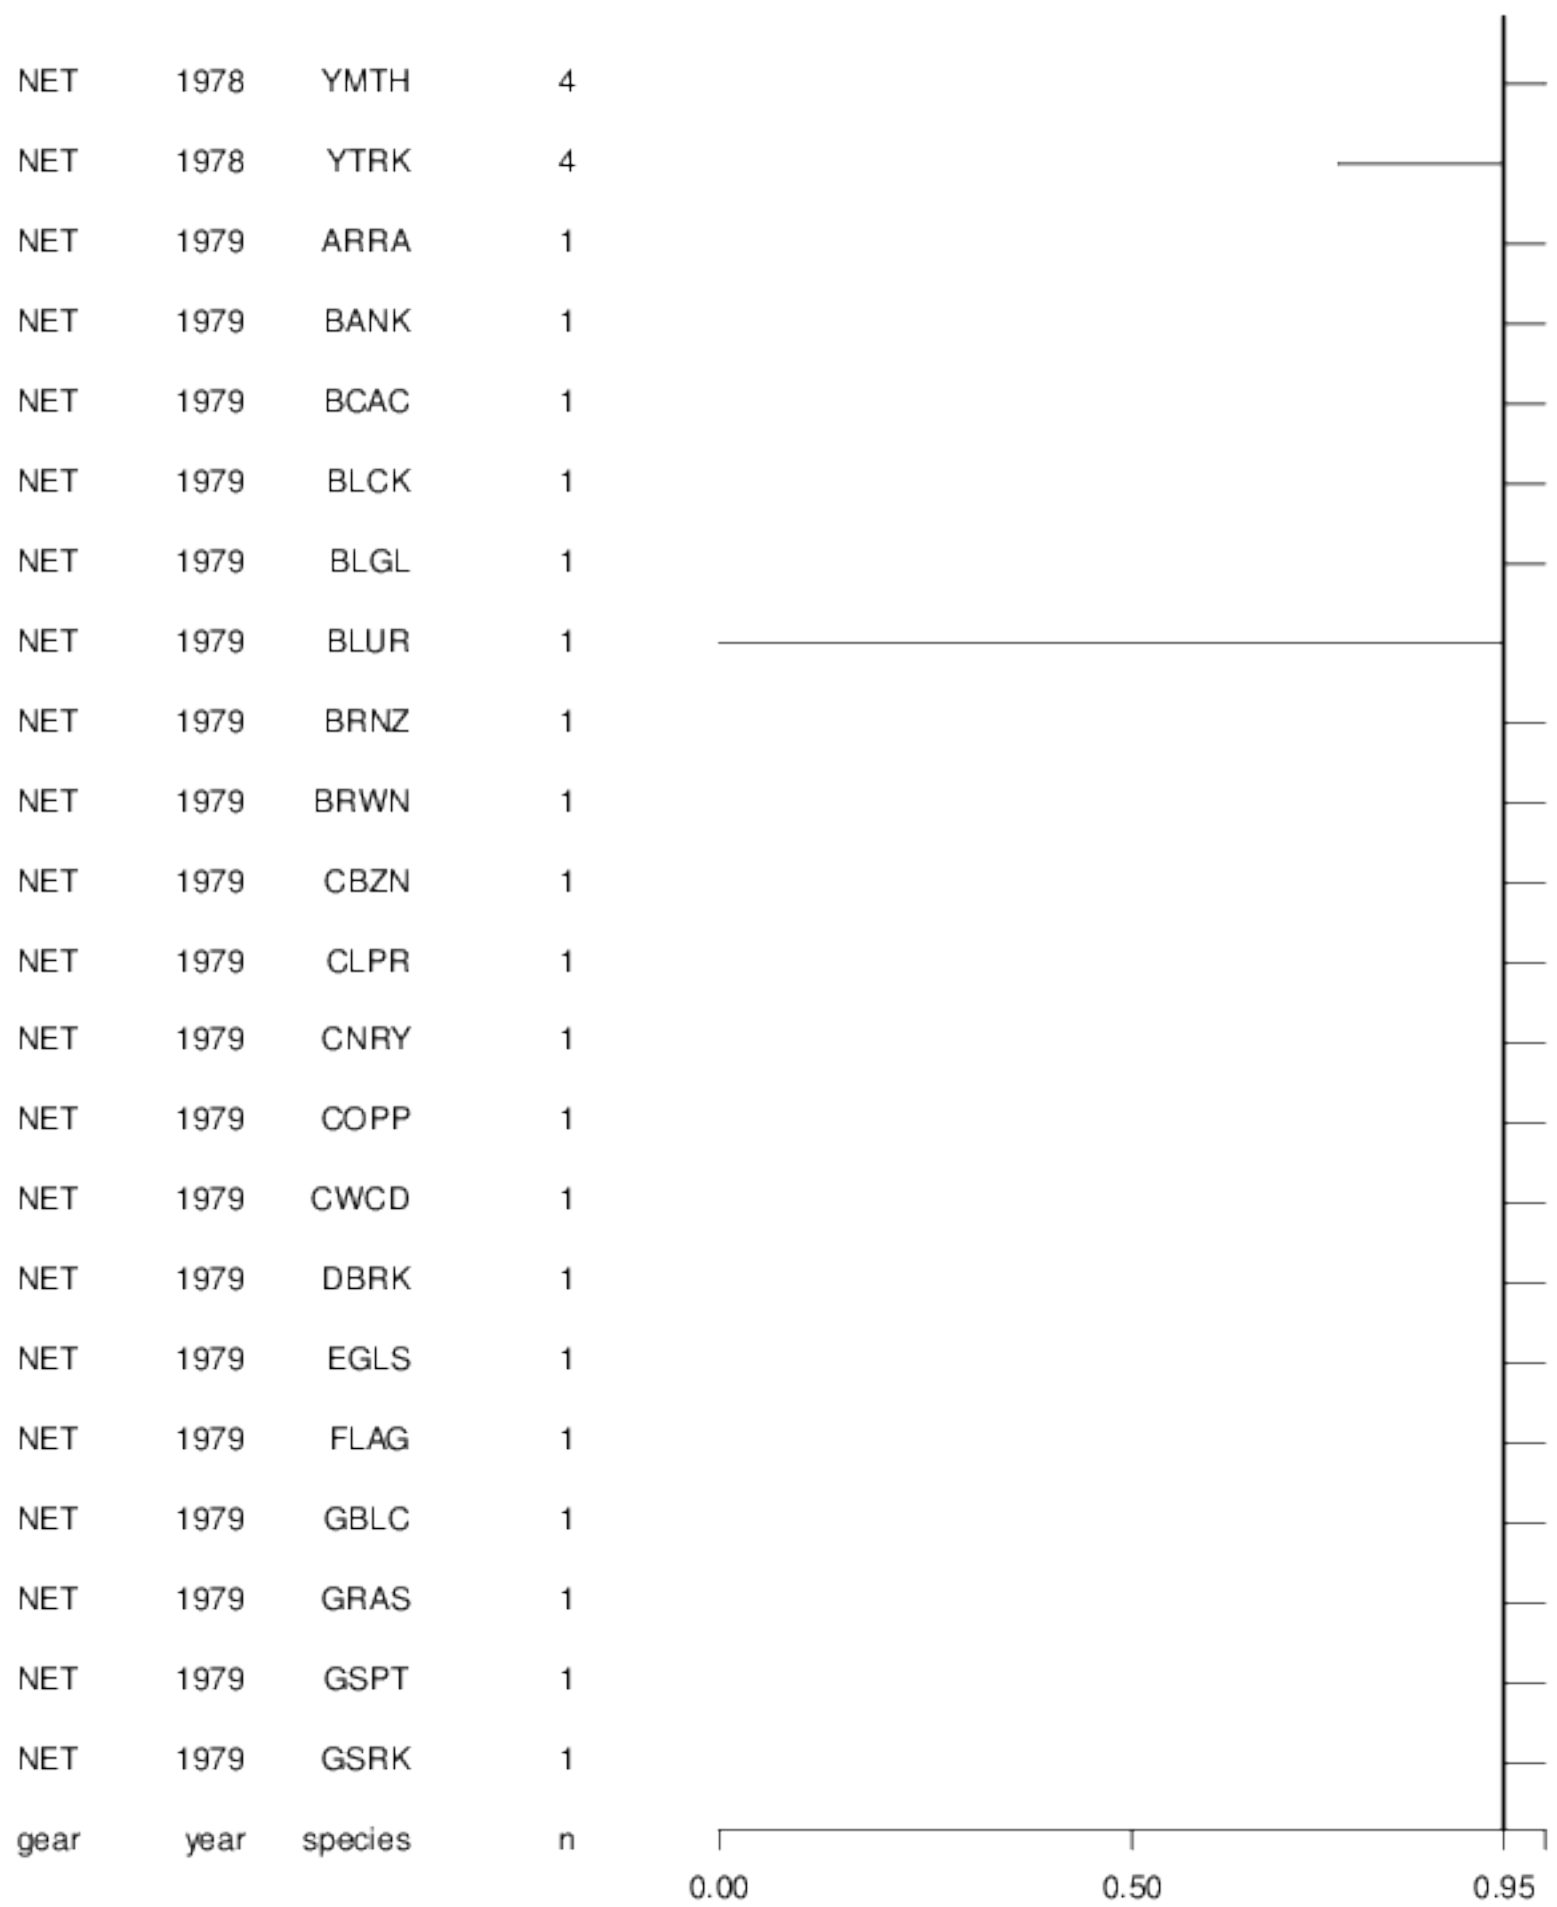 NET 1978 YMTH 4
NET 1978 YTRK 4
NET 1979 ARRA 1
NET 1979 BANK 1
NET 1979 BCAC 1
NET 1979 BLCK 1
NET 1979 BLGL 1
NET 1979 BLUR 1
NET 1979 BRNZ 1
NET 1979 BRWN 1
NET 1979 CBZN 1
NET 1979 CLPR 1
NET 1979 CNRY 1
NET 1979 COPP 1
NET 1979 CWCD 1
NET 1979 DBRK 1
NET 1979 EGLS 1
NET 1979 FLAG 1
NET 1979 GBLC 1
NET 1979 GRAS 1
NET 1979 GSPT 1
NET 1979 GSRK 1
gear year species n
0.00 0.50 0.95